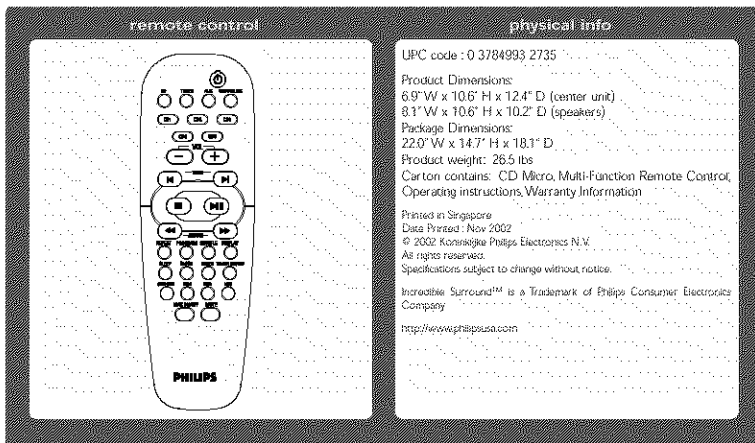 remote control
VOL
PHILIPS
physical info
UPC code : 0 3784993 2735
Product Dimensions:
6.9" W x 10.6" H x 12.4" D (center unit)
8.1" W x 10.6" H x 10.2" D (speakers)
Package Dimensions:
22.0" W x 14.7" H x 18.1" D
Product weight: 26.5 lbs
Carton contains: CD Micro, Multi-Function Remote Control,
Operating instructions, Warranty Information
Printed in Singapore
Date Printed : Nov 2002
© 2002 Koninklijke Philips Electronics N.V.
All rights reserved.
Specifications subject to change without notice.
Incredible Surround™ is a Trademark of Philips Consumer Electronics
Company
http://www.philipsusa.com